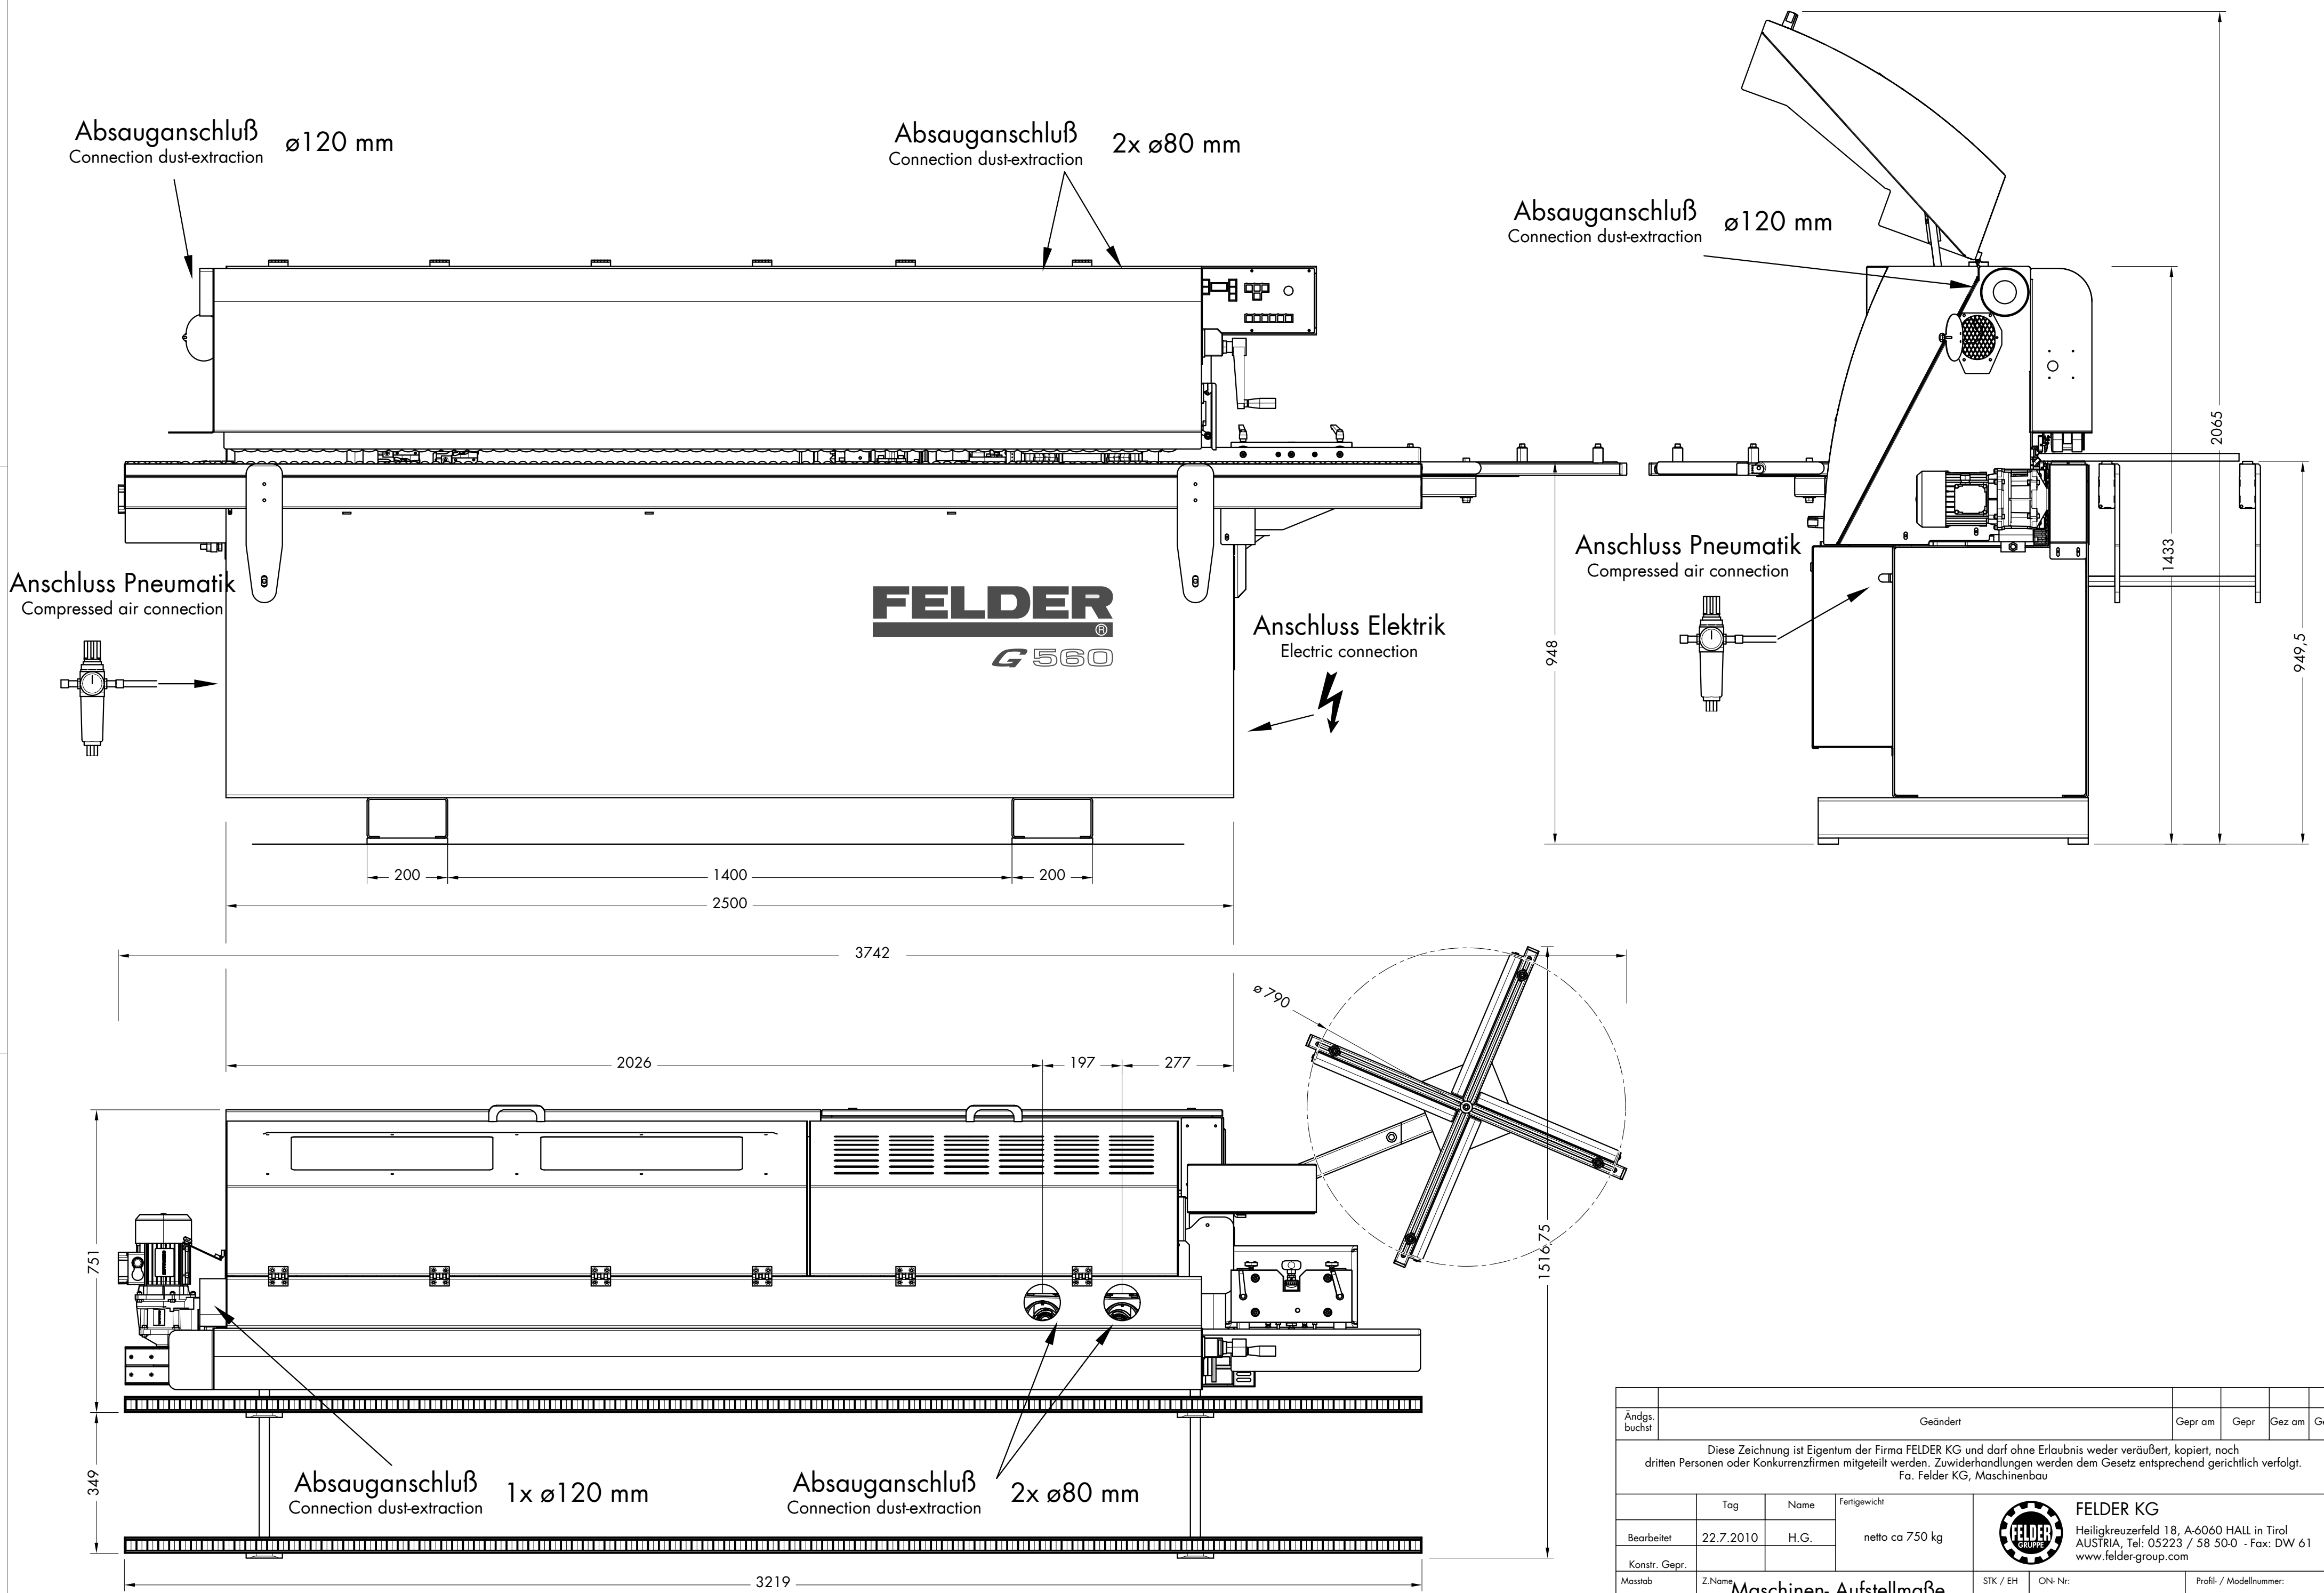 Absauganschluß
Connection dust-extraction
ø120 mm
Absauganschluß
Connection dust-extraction
2x ø80 mm
Absauganschluß
Connection dust-extraction
ø120 mm
2065
1433
949,5
948
Anschluss Pneumatik
Compressed air connection
Anschluss Pneumatik
Compressed air connection
FELDER
®
G 560
Anschluss Elektrik
Electric connection
200
1400
200
2500
3742
ø 790
2026
197
277
751
1516,75
349
Absauganschluß
Connection dust-extraction
1x ø120 mm
Absauganschluß
Connection dust-extraction
2x ø80 mm
3219
Ändgs.
buchst
Geändert
Gepr am
Gepr
Gez am
Diese Zeichnung ist Eigentum der Firma FELDER KG und darf ohne Erlaubnis weder veräußert, kopiert, noch
dritten Personen oder Konkurrenzfirmen mitgeteilt werden. Zuwiderhandlungen werden dem Gesetz entsprechend gerichtlich verfolgt.
Fa. Felder KG, Maschinenbau
Tag
Name
Fertigewicht
Bearbeitet
22.7.2010
H.G.
netto ca 750 kg
Konstr. Gepr.
FELDER
GRUPPE
FELDER KG
Heiligkreuzerfeld 18, A-6060 HALL in Tirol
AUSTRIA, Tel: 05223 / 58 50-0 - Fax: DW 61
www.felder-group.com
Masstab
Z.Name
Maschinen- Aufstellmaße
STK / EH
ON- Nr:
Profil- / Modellnummer: